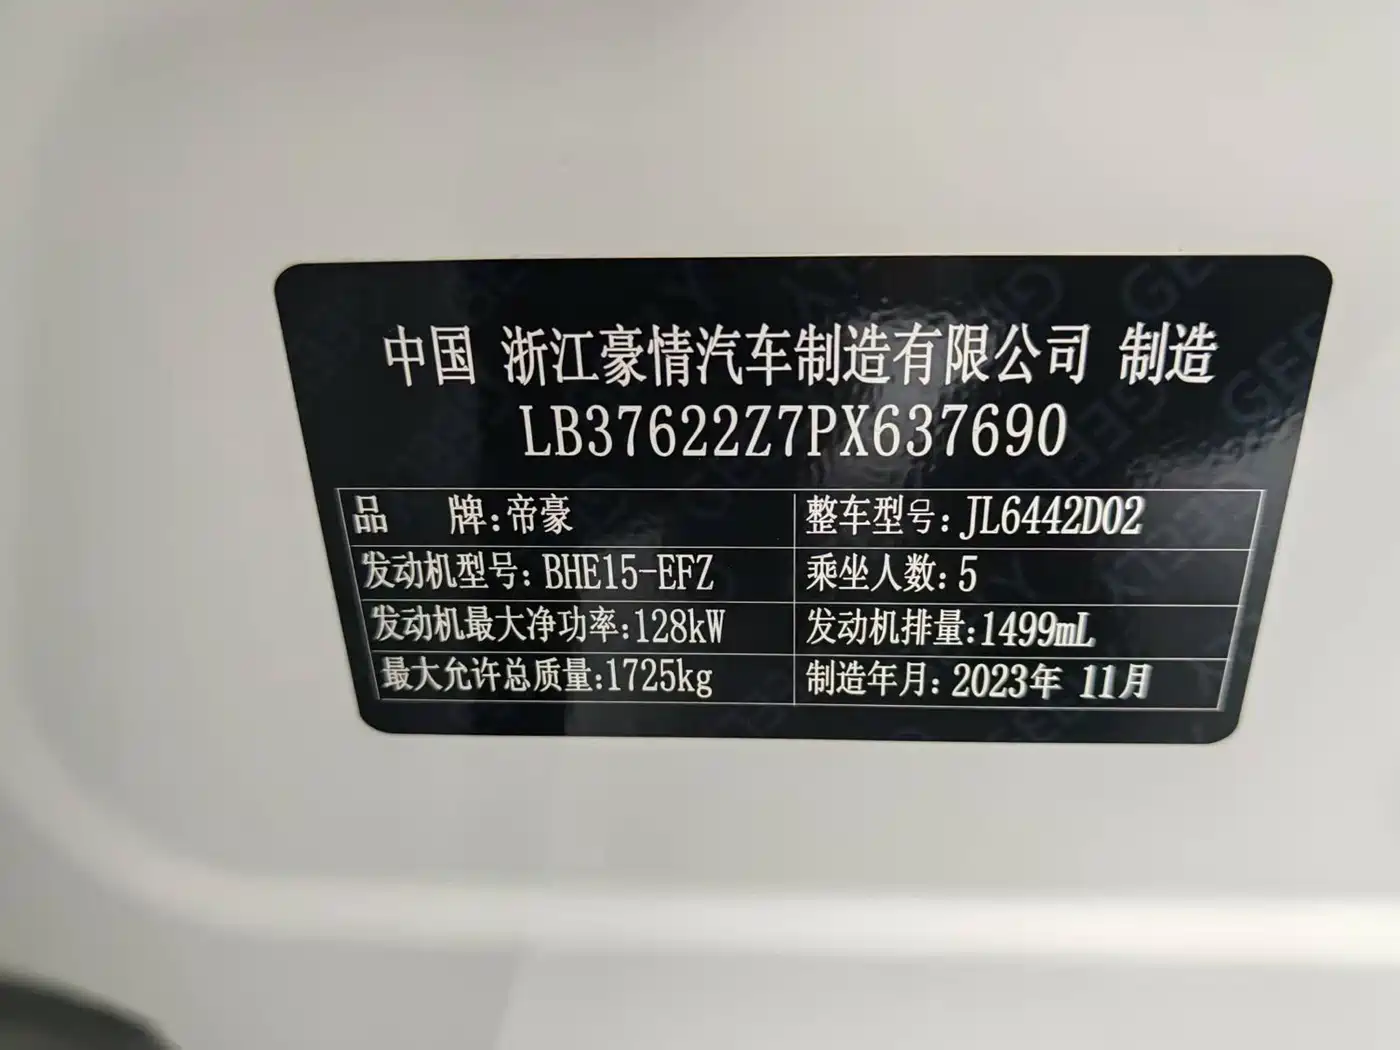 中国 浙江豪情汽车制造有限公司 制造
LB37622Z7PX637690
品 牌:帝豪 整车型号:JL6442D02
发动机型号:BHE15-EFZ 乘坐人数:5
发动机最大净功率:128kW 发动机排量:1499mL
最大允许总质量:1725kg 制造年月:2023年 11月